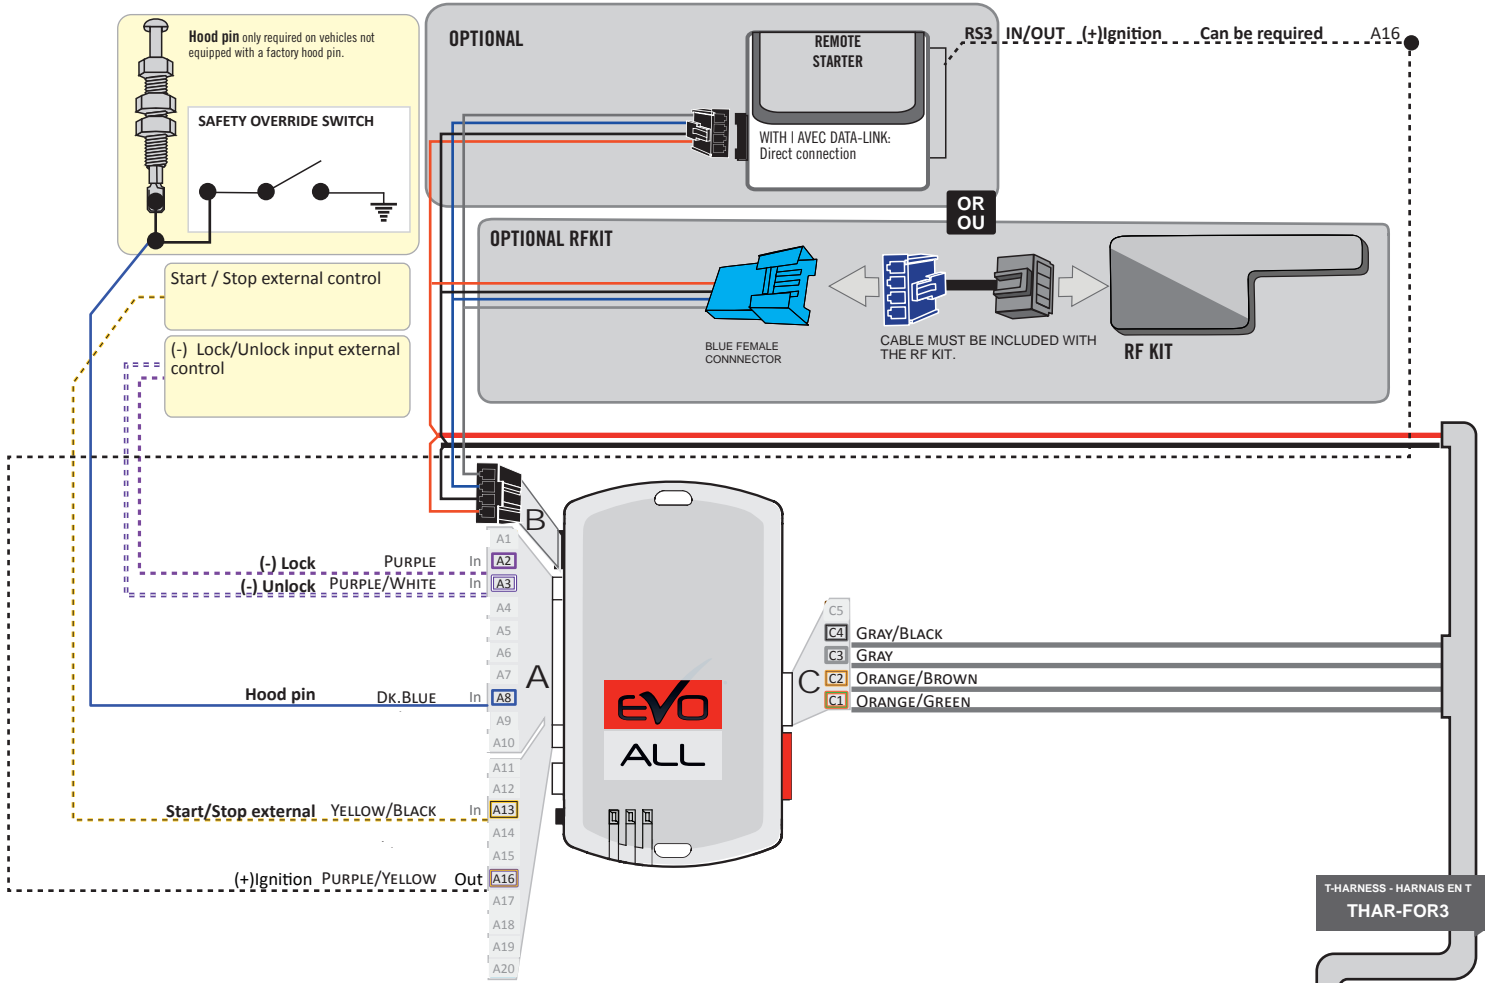 Hood pin only required on vehicles not
equipped with a factory hood pin.
SAFETY OVERRIDE SWITCH
OPTIONAL
REMOTE
STARTER
WITH | AVEC DATA-LINK:
Direct connection
RS3 IN/OUT (+)Ignition Can be required A16
OR
OU
OPTIONAL RFKIT
BLUE FEMALE
CONNNECTOR
CABLE MUST BE INCLUDED WITH
THE RF KIT.
RF KIT
Start / Stop external control
(-) Lock/Unlock input external
control
B
A1
(-) Lock PURPLE In A2
(-) Unlock PURPLE/WHITE In A3
A4
A5
A6
A7
A
Hood pin DK.BLUE In A8
A9
A10
A11
A12
Start/Stop external YELLOW/BLACK In A13
A14
A15
(+)Ignition PURPLE/YELLOW Out A16
A17
A18
A19
A20
EVO
ALL
C
C5
C4 GRAY/BLACK
C3 GRAY
C2 ORANGE/BROWN
C1 ORANGE/GREEN
T-HARNESS - HARNAIS EN T
THAR-FOR3